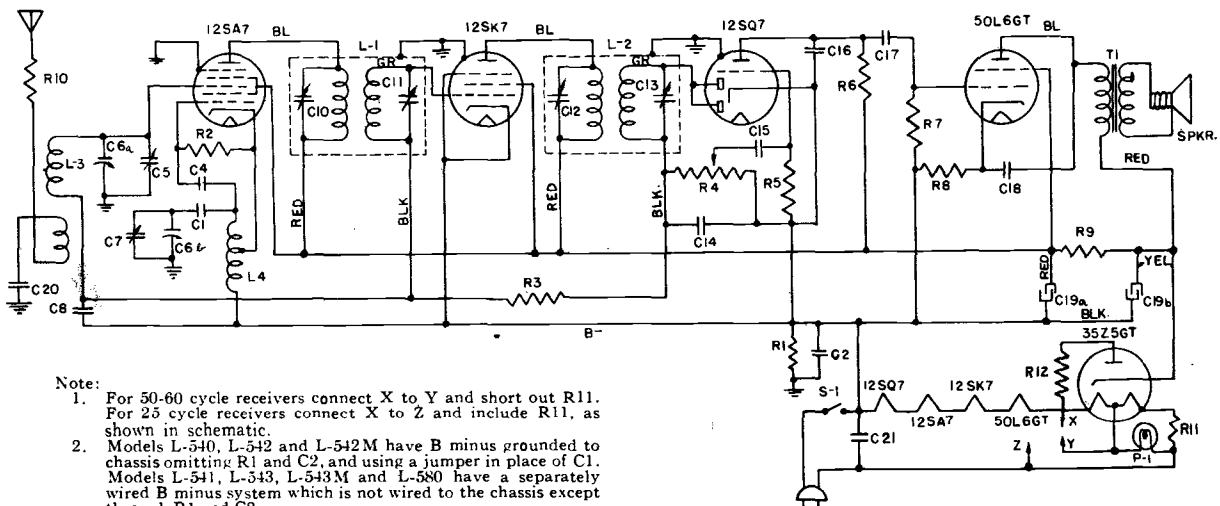 12SA7
BL
L-1
12SK7
BL
L-2
12SQ7
50L6GT
BL
T1
R10
GR
C11
C10
GR
C13
C12
C16
C17
R6
SPKR.
R2
C4
L-3
C6a
C5
C15
R7
R8
C18
RED
R4
R5
C1
C7
C6b
L4
RED
BLK
RED
BLK.
C14
R9
RED
YEL
C20
C8
R3
C19a
C19b
BLK.
B-
35Z5GT
R1
C2
R12
S-1
12SQ7
12SK7
12SA7
50L6GT
X
Y
Z
C21
P-1
R11
Note:
1. For 50-60 cycle receivers connect X to Y and short out R11.
For 25 cycle receivers connect X to Z and include R11, as
shown in schematic.
2. Models L-540, L-542 and L-542M have B minus grounded to
chassis omitting R1 and C2, and using a jumper in place of C1.
Models L-541, L-543, L-543M and L-580 have a separately
wired B minus system which is not wired to the chassis except